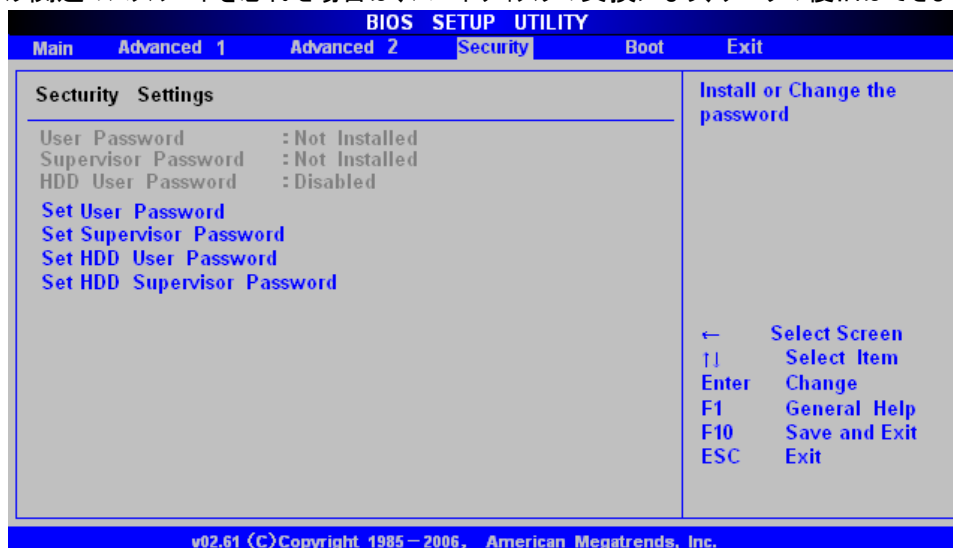 BIOS SETUP UTILITY
Main Advanced 1 Advanced 2 Security Boot Exit
Secturity Settings
User Password : Not Installed
Supervisor Password : Not Installed
HDD User Password : Disabled
Set User Password
Set Supervisor Password
Set HDD User Password
Set HDD Supervisor Password
Install or Change the
password
← Select Screen
↑↓ Select Item
Enter Change
F1 General Help
F10 Save and Exit
ESC Exit
v02.61 (C)Copyright 1985-2006, American Megatrends, Inc.